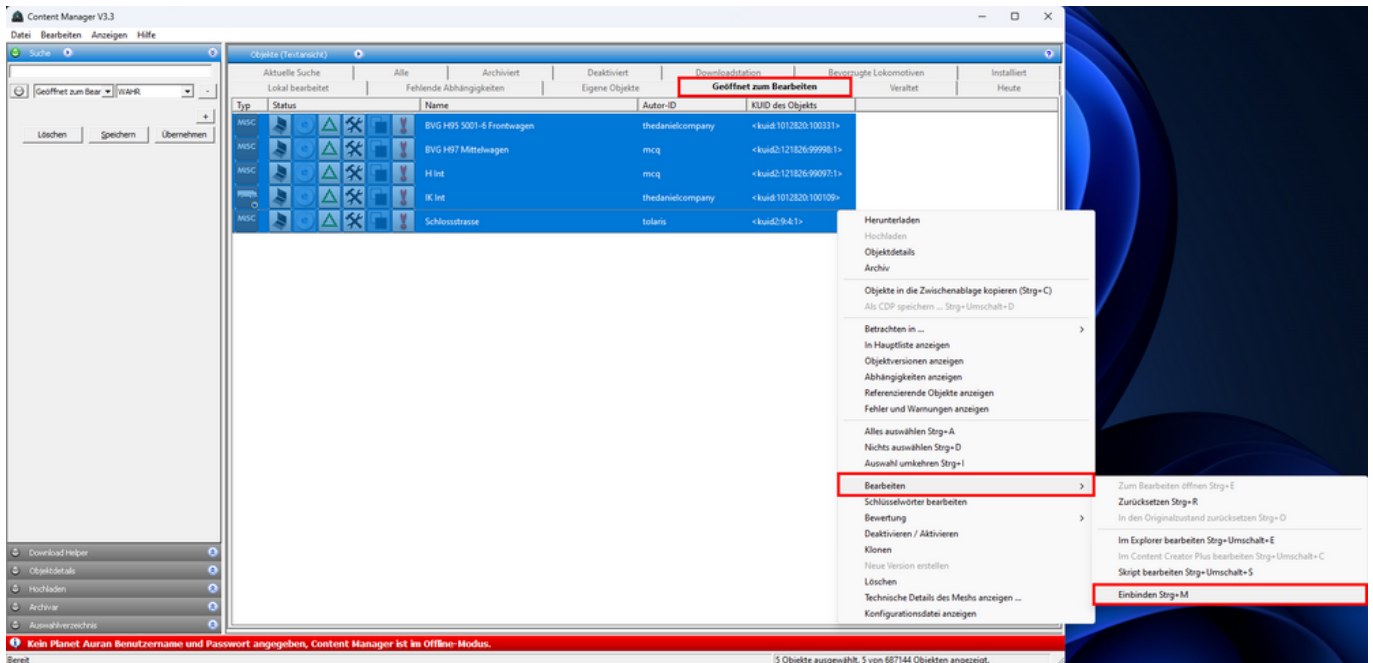 Content Manager V3.3
Datei Bearbeiten Anzeigen Hilfe
Suche
Geöffnet zum Bear WAHR -
+
Löschen Speichern Übernehmen
Objekte (Textansicht)
Aktuelle Suche Alle Archiviert Deaktiviert Downloadstation Bevorzugte Lokomotiven Installiert
Lokal bearbeitet Fehlende Abhängigkeiten Eigene Objekte Geöffnet zum Bearbeiten Veraltet Heute
Typ Status Name Autor-ID KUID des Objekts
MISC BVG H95 5001-6 Frontwagen thedanielcompany <kuid:1012820:100331>
MISC BVG H97 Mittelwagen mcq <kuid2:121826:99998:1>
MISC H Int mcq <kuid2:121826:99097:1>
IK Int thedanielcompany <kuid:1012820:100109>
MISC Schlossstrasse tolaris <kuid2:9:4:1>
Herunterladen
Hochladen
Objektdetails
Archiv
Objekte in die Zwischenablage kopieren (Strg+C)
Als CDP speichern ... Strg+Umschalt+D
Betrachten in ...
In Hauptliste anzeigen
Objektversionen anzeigen
Abhängigkeiten anzeigen
Referenzierende Objekte anzeigen
Fehler und Warnungen anzeigen
Alles auswählen Strg+A
Nichts auswählen Strg+D
Auswahl umkehren Strg+I
Bearbeiten
Schlüsselwörter bearbeiten
Bewertung
Deaktivieren / Aktivieren
Klonen
Neue Version erstellen
Löschen
Technische Details des Meshs anzeigen ...
Konfigurationsdatei anzeigen
Zum Bearbeiten öffnen Strg+E
Zurücksetzen Strg+R
In den Originalzustand zurücksetzen Strg+O
Im Explorer bearbeiten Strg+Umschalt+E
Im Content Creator Plus bearbeiten Strg+Umschalt+C
Skript bearbeiten Strg+Umschalt+S
Einbinden Strg+M
Download Helper
Objektdetails
Hochladen
Archivar
Auswahlverzeichnis
Kein Planet Auran Benutzername und Passwort angegeben, Content Manager ist im Offline-Modus.
Bereit 5 Objekte ausgewählt, 5 von 687144 Objekten angezeigt.